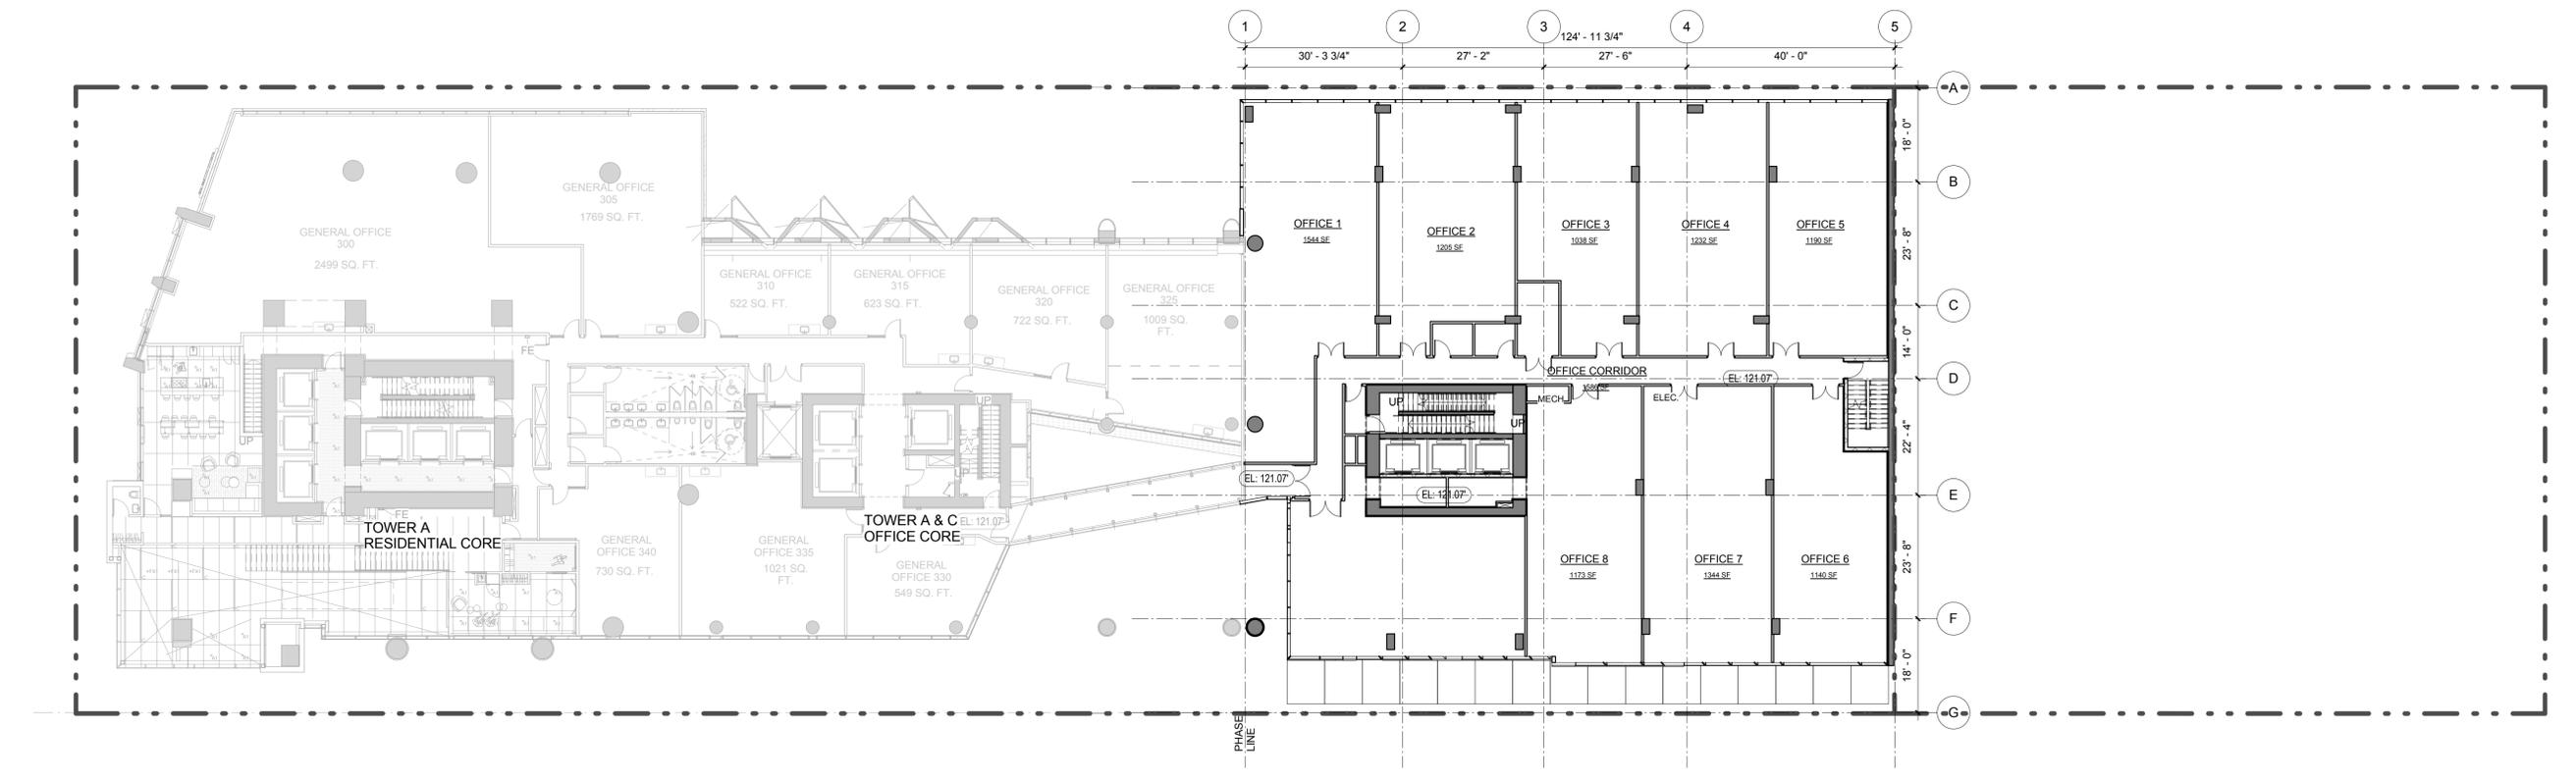 1
2
3
4
5
124' - 11 3/4"
30' - 3 3/4"
27' - 2"
27' - 6"
40' - 0"
A
B
C
D
E
F
G
18' - 0"
23' - 8"
14' - 0"
22' - 4"
23' - 8"
18' - 0"
GENERAL OFFICE
300
2499 SQ. FT.
GENERAL OFFICE
305
1769 SQ. FT.
GENERAL OFFICE
310
522 SQ. FT.
GENERAL OFFICE
315
623 SQ. FT.
GENERAL OFFICE
320
722 SQ. FT.
GENERAL OFFICE
325
1009 SQ.
FT.
OFFICE 1
1544 SF
OFFICE 2
1205 SF
OFFICE 3
1038 SF
OFFICE 4
1232 SF
OFFICE 5
1190 SF
FE
UP
UP
UP
FE
OFFICE CORRIDOR
EL: 121.07'
MECH.
ELEC.
UP
UP
EL: 121.07'
EL: 121.07'
TOWER A
RESIDENTIAL CORE
TOWER A & C
OFFICE CORE
EL: 121.07'
GENERAL
OFFICE 340
730 SQ. FT.
GENERAL
OFFICE 335
1021 SQ.
FT.
GENERAL
OFFICE 330
549 SQ. FT.
OFFICE 8
1173 SF
OFFICE 7
1344 SF
OFFICE 6
1140 SF
PHASE
LINE